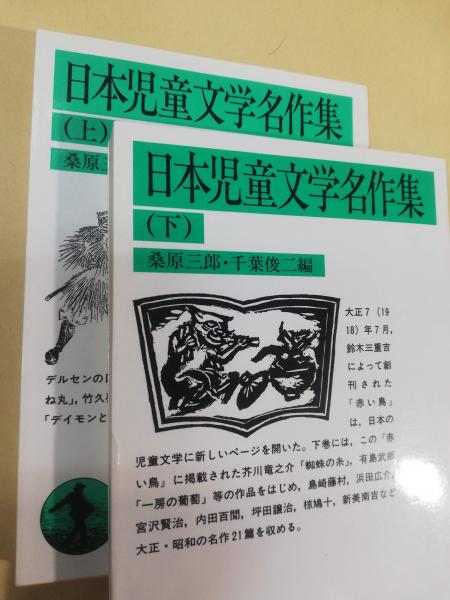 日本児童文学名作集
(上)
桑原三
デルセンの
ね丸」,竹久
「デイモンと
日本児童文学名作集
(下)
桑原三郎・千葉俊二編
大正7(19
18)年7月,
鈴木三重吉
によって創
刊された
『赤い鳥』
は,日本の
児童文学に新しいページを開いた。下巻には,この『赤
い鳥』に掲載された芥川竜之介「蜘蛛の糸」,有島武郎
「一房の葡萄」等の作品をはじめ,島崎藤村,浜田広介,
宮沢賢治,内田百閒,坪田譲治,椋鳩十,新美南吉など
大正・昭和の名作21篇を収める。